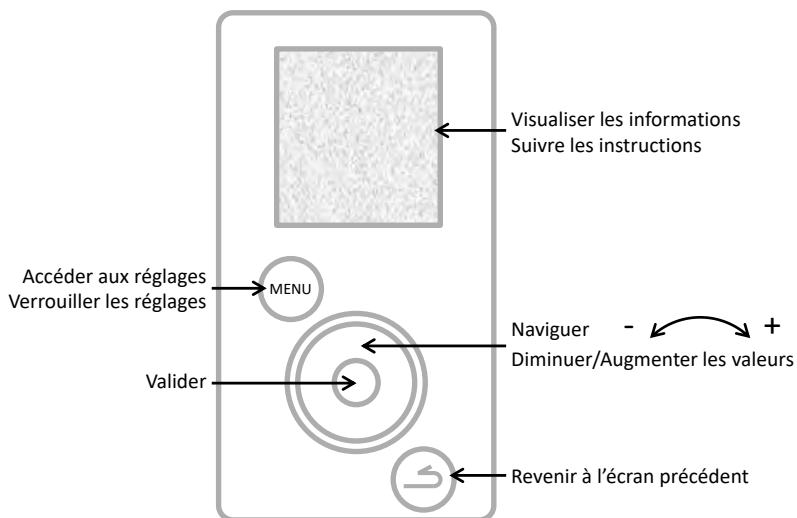 Visualiser les informations
Suivre les instructions
Accéder aux réglages
Verrouiller les réglages
MENU
Naviguer - +
Diminuer/Augmenter les valeurs
Valider
Revenir à l’écran précédent